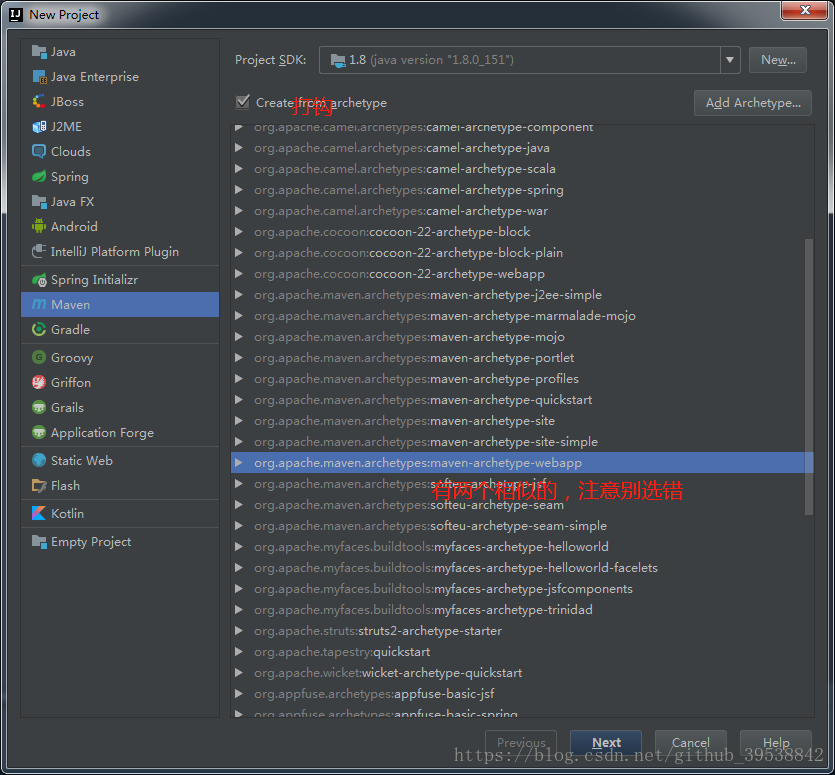 New Project
Java
Java Enterprise
JBoss
J2ME
Clouds
Spring
Java FX
Android
IntelliJ Platform Plugin
Spring Initializr
Maven
Gradle
Groovy
Griffon
Grails
Application Forge
Static Web
Flash
Kotlin
Empty Project
Project SDK: 1.8 (java version "1.8.0_151") New...
Create from archetype Add Archetype...
打钩
org.apache.camel.archetypes:camel-archetype-component
org.apache.camel.archetypes:camel-archetype-java
org.apache.camel.archetypes:camel-archetype-scala
org.apache.camel.archetypes:camel-archetype-spring
org.apache.camel.archetypes:camel-archetype-war
org.apache.cocoon:cocoon-22-archetype-block
org.apache.cocoon:cocoon-22-archetype-block-plain
org.apache.cocoon:cocoon-22-archetype-webapp
org.apache.maven.archetypes:maven-archetype-j2ee-simple
org.apache.maven.archetypes:maven-archetype-marmalade-mojo
org.apache.maven.archetypes:maven-archetype-mojo
org.apache.maven.archetypes:maven-archetype-portlet
org.apache.maven.archetypes:maven-archetype-profiles
org.apache.maven.archetypes:maven-archetype-quickstart
org.apache.maven.archetypes:maven-archetype-site
org.apache.maven.archetypes:maven-archetype-site-simple
org.apache.maven.archetypes:maven-archetype-webapp
org.apache.maven.archetypes:softeu-archetype-jsf
有两个相似的，注意别选错
org.apache.maven.archetypes:softeu-archetype-seam
org.apache.maven.archetypes:softeu-archetype-seam-simple
org.apache.myfaces.buildtools:myfaces-archetype-helloworld
org.apache.myfaces.buildtools:myfaces-archetype-helloworld-facelets
org.apache.myfaces.buildtools:myfaces-archetype-jsfcomponents
org.apache.myfaces.buildtools:myfaces-archetype-trinidad
org.apache.struts:struts2-archetype-starter
org.apache.tapestry:quickstart
org.apache.wicket:wicket-archetype-quickstart
org.appfuse.archetypes:appfuse-basic-jsf
org.appfuse.archetypes:appfuse-basic-spring
Previous Next Cancel Help
https://blog.csdn.net/github_39538842